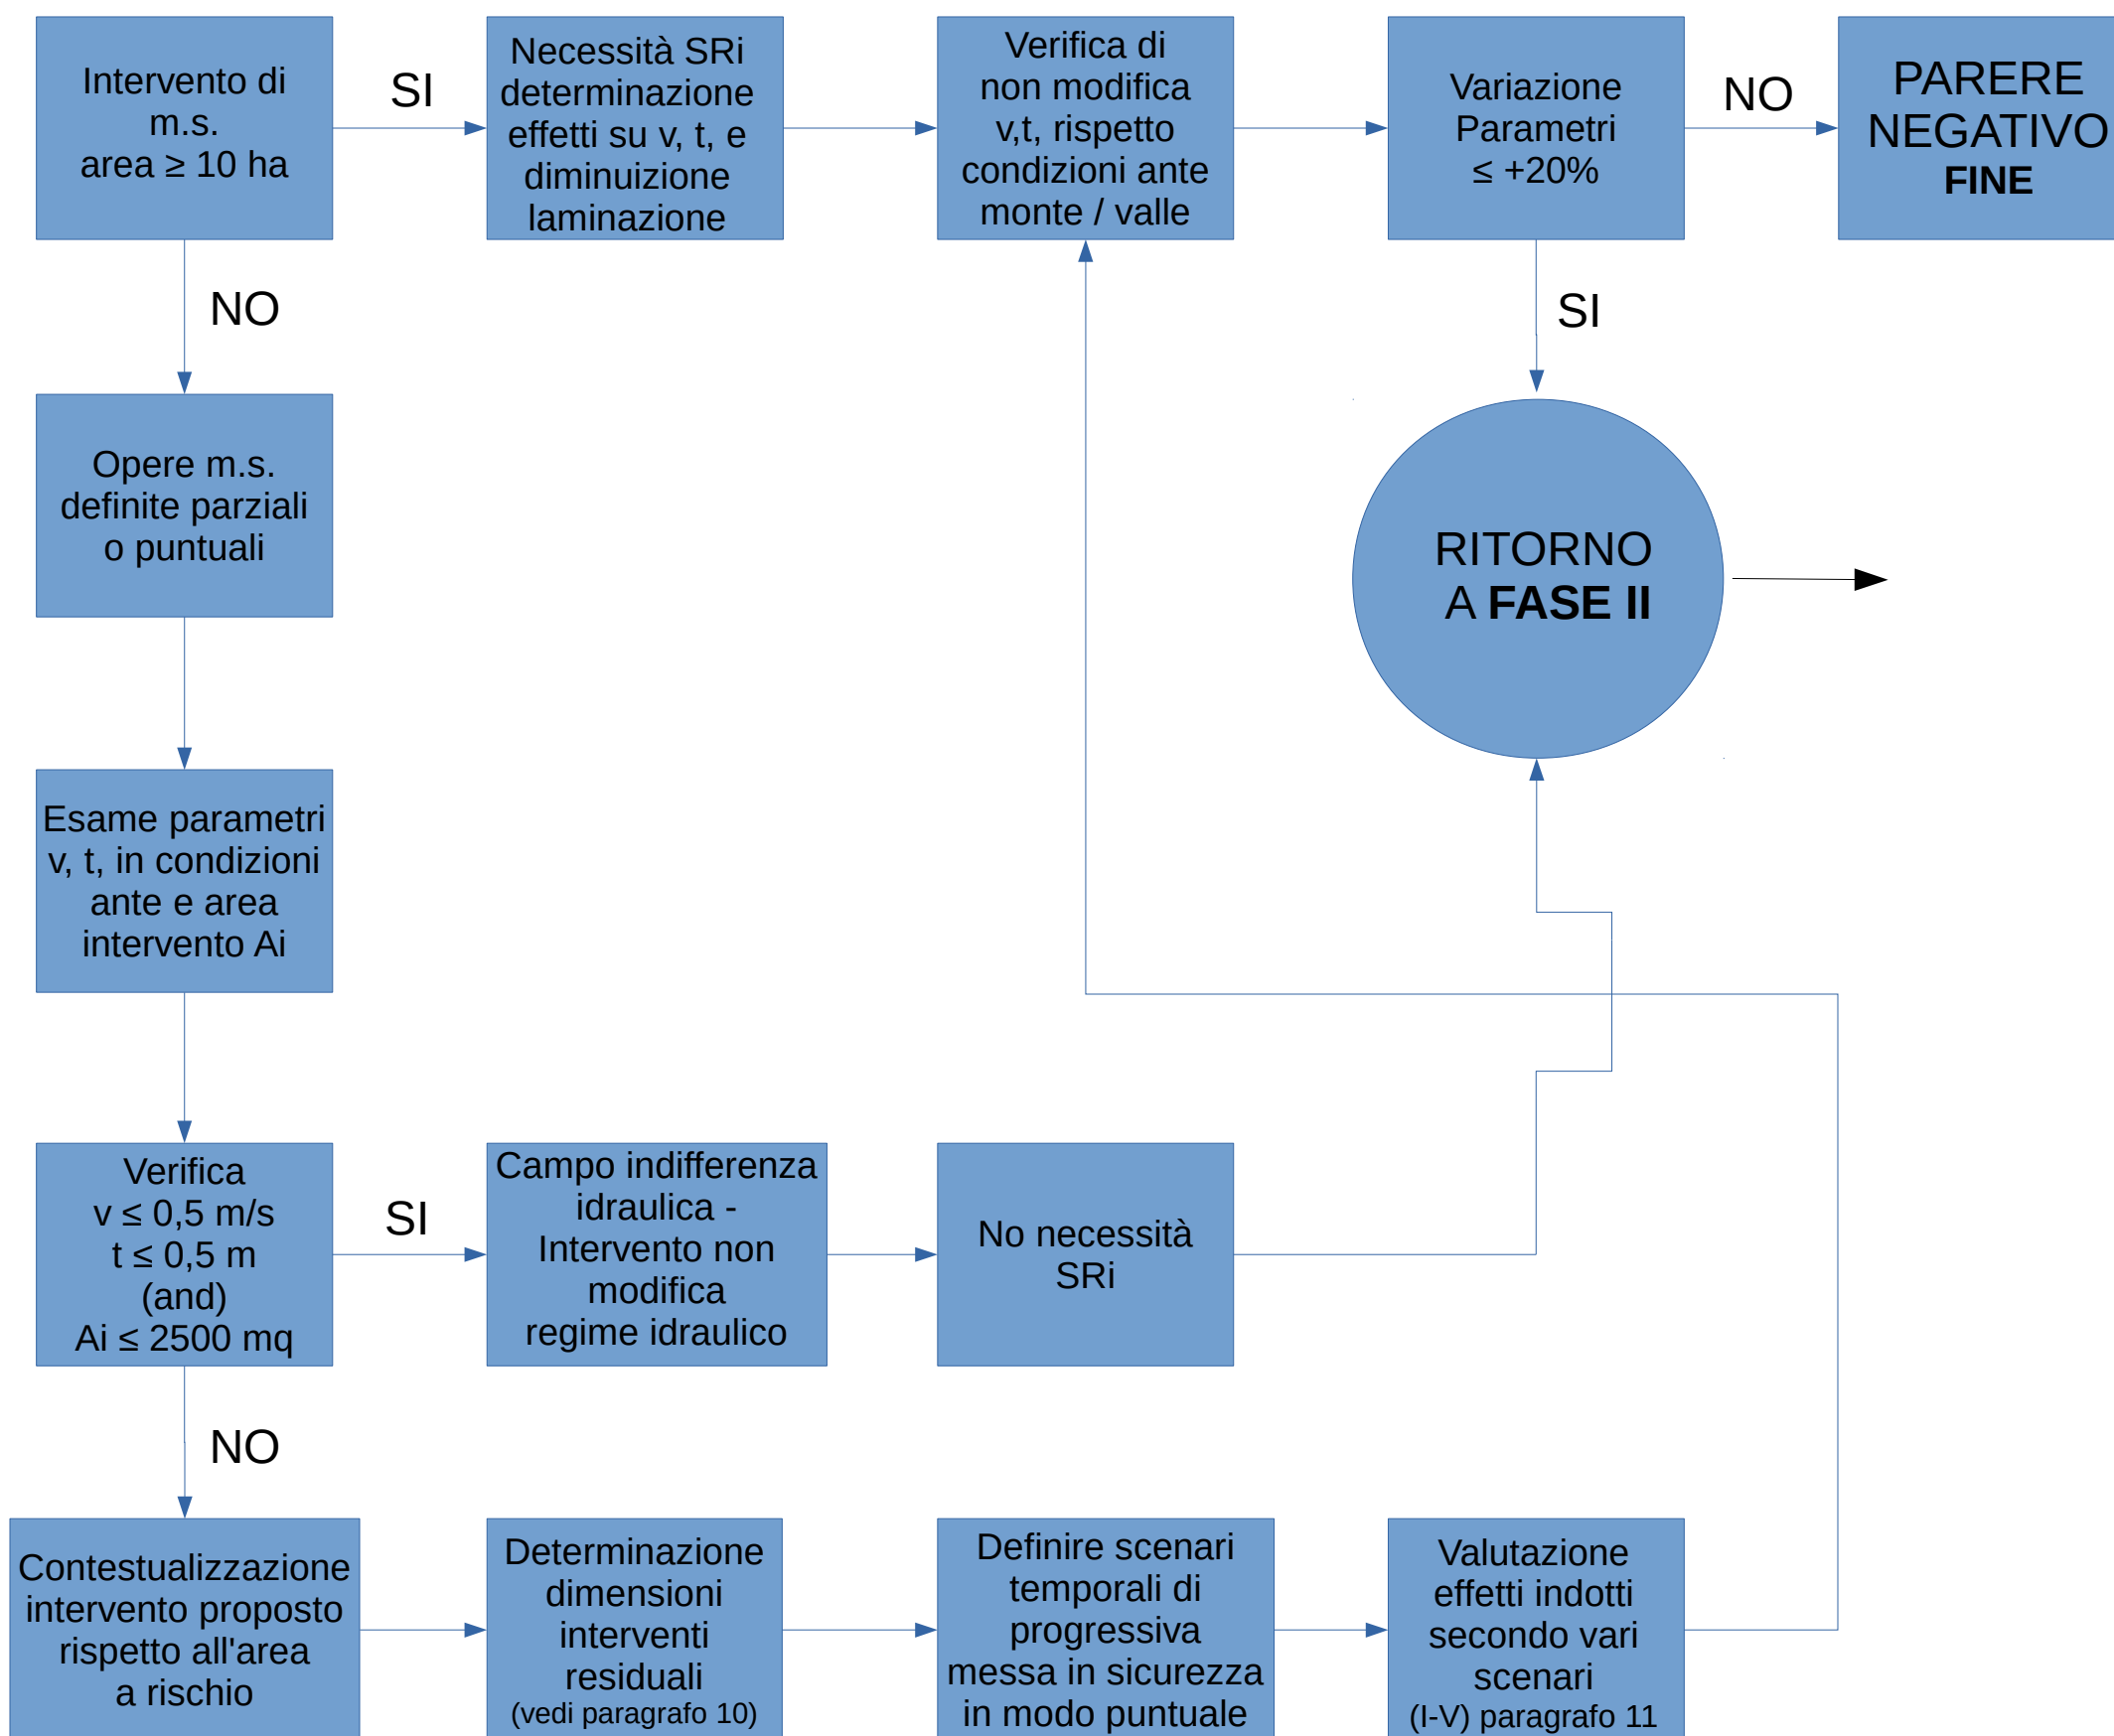 Intervento di
m.s.
area ≥ 10 ha
SI
Necessità SRi
determinazione
effetti su v, t, e
diminuizione
laminazione
Verifica di
non modifica
v,t, rispetto
condizioni ante
monte / valle
Variazione
Parametri
≤ +20%
NO
PARERE
NEGATIVO
FINE
NO
SI
Opere m.s.
definite parziali
o puntuali
RITORNO
A FASE II
Esame parametri
v, t, in condizioni
ante e area
intervento Ai
Verifica
v ≤ 0,5 m/s
t ≤ 0,5 m
(and)
Ai ≤ 2500 mq
SI
Campo indifferenza
idraulica -
Intervento non
modifica
regime idraulico
No necessità
SRi
NO
Contestualizzazione
intervento proposto
rispetto all'area
a rischio
Determinazione
dimensioni
interventi
residuali
(vedi paragrafo 10)
Definire scenari
temporali di
progressiva
messa in sicurezza
in modo puntuale
Valutazione
effetti indotti
secondo vari
scenari
(I-V) paragrafo 11